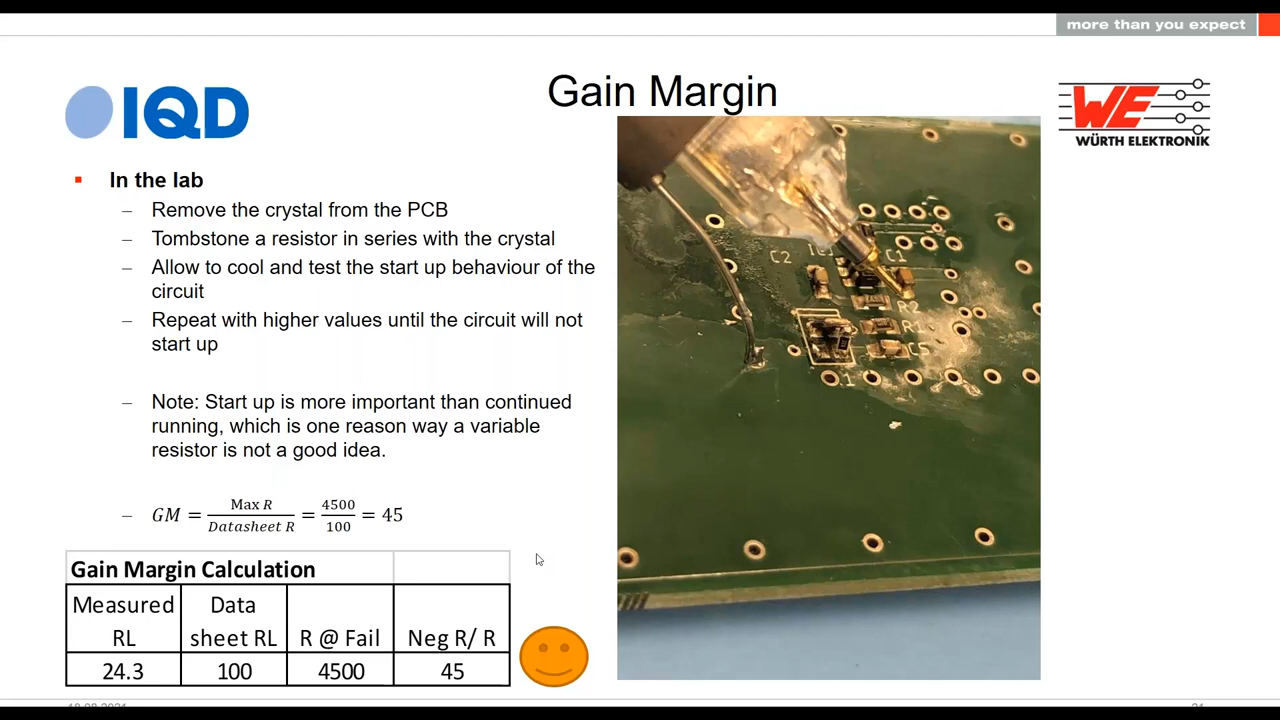 more than you expect
IQD
Gain Margin
WE
WÜRTH ELEKTRONIK
▪ In the lab
– Remove the crystal from the PCB
– Tombstone a resistor in series with the crystal
– Allow to cool and test the start up behaviour of the
circuit
– Repeat with higher values until the circuit will not
start up
– Note: Start up is more important than continued
running, which is one reason way a variable
resistor is not a good idea.
– GM = Max R / Datasheet R = 4500 / 100 = 45
Gain Margin Calculation
Measured RL Data sheet RL R @ Fail Neg R/ R
24.3 100 4500 45
C2
C1
R2
R1
C5
1
21